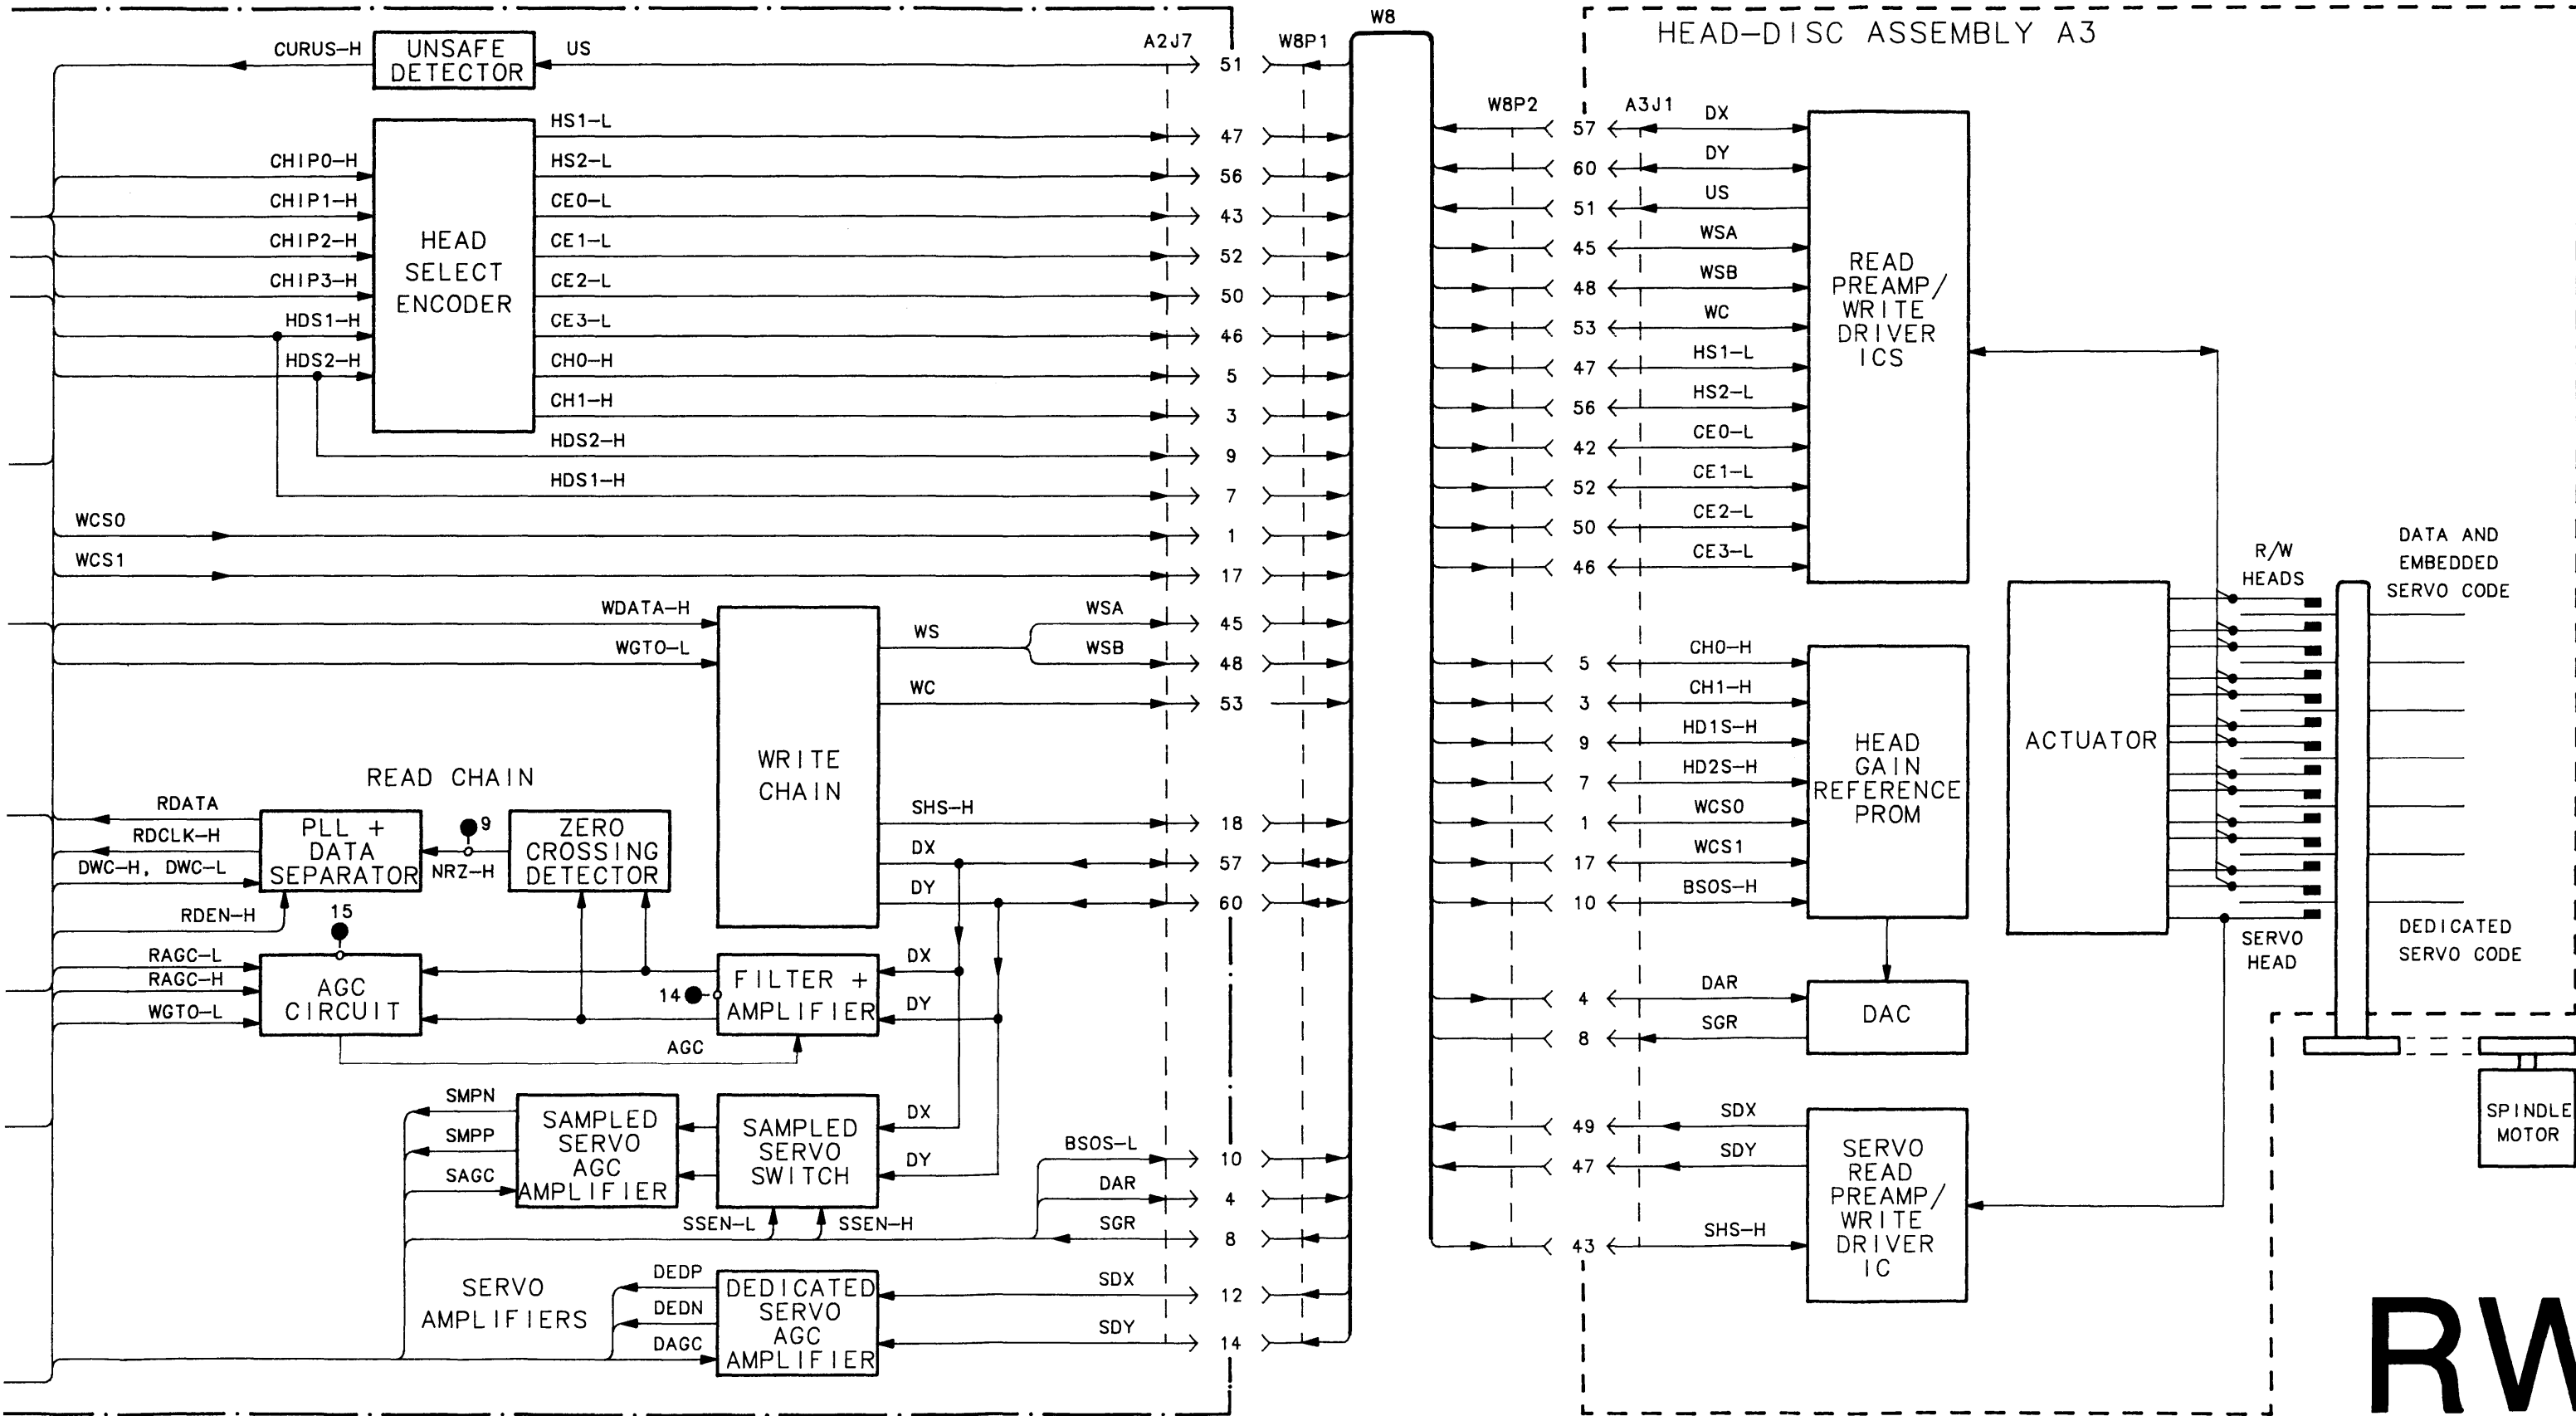 CURUS-H
UNSAFE
DETECTOR
US
A2J7
51
W8P1
W8
HEAD-DISC ASSEMBLY A3
CHIP0-H
CHIP1-H
CHIP2-H
CHIP3-H
HDS1-H
HDS2-H
HEAD
SELECT
ENCODER
HS1-L
47
HS2-L
56
CE0-L
43
CE1-L
52
CE2-L
50
CE3-L
46
CH0-H
5
CH1-H
3
HDS2-H
9
HDS1-H
7
WCS0
1
WCS1
17
WDATA-H
WGTO-L
WRITE
CHAIN
WS
WSA
45
WSB
48
WC
53
SHS-H
18
DX
57
DY
60
READ CHAIN
RDATA
RDCLK-H
DWC-H, DWC-L
RDEN-H
PLL +
DATA
SEPARATOR
9
NRZ-H
ZERO
CROSSING
DETECTOR
15
RAGC-L
RAGC-H
WGTO-L
AGC
CIRCUIT
14
FILTER +
AMPLIFIER
DX
DY
AGC
SMPN
SMPP
SAGC
SAMPLED
SERVO
AGC
AMPLIFIER
SAMPLED
SERVO
SWITCH
DX
DY
SSEN-L
SSEN-H
BSOS-L
10
DAR
4
SGR
8
SERVO
AMPLIFIERS
DEDP
DEDN
DAGC
DEDICATED
SERVO
AGC
AMPLIFIER
SDX
12
SDY
14
W8P2
A3J1
57
DX
60
DY
51
US
45
WSA
48
WSB
53
WC
47
HS1-L
56
HS2-L
42
CE0-L
52
CE1-L
50
CE2-L
46
CE3-L
READ
PREAMP/
WRITE
DRIVER
ICS
5
CH0-H
3
CH1-H
9
HD1S-H
7
HD2S-H
1
WCS0
17
WCS1
10
BSOS-H
HEAD
GAIN
REFERENCE
PROM
4
DAR
8
SGR
DAC
49
SDX
47
SDY
43
SHS-H
SERVO
READ
PREAMP/
WRITE
DRIVER
IC
ACTUATOR
R/W
HEADS
DATA AND
EMBEDDED
SERVO CODE
SERVO
HEAD
DEDICATED
SERVO CODE
SPINDLE
MOTOR
RW